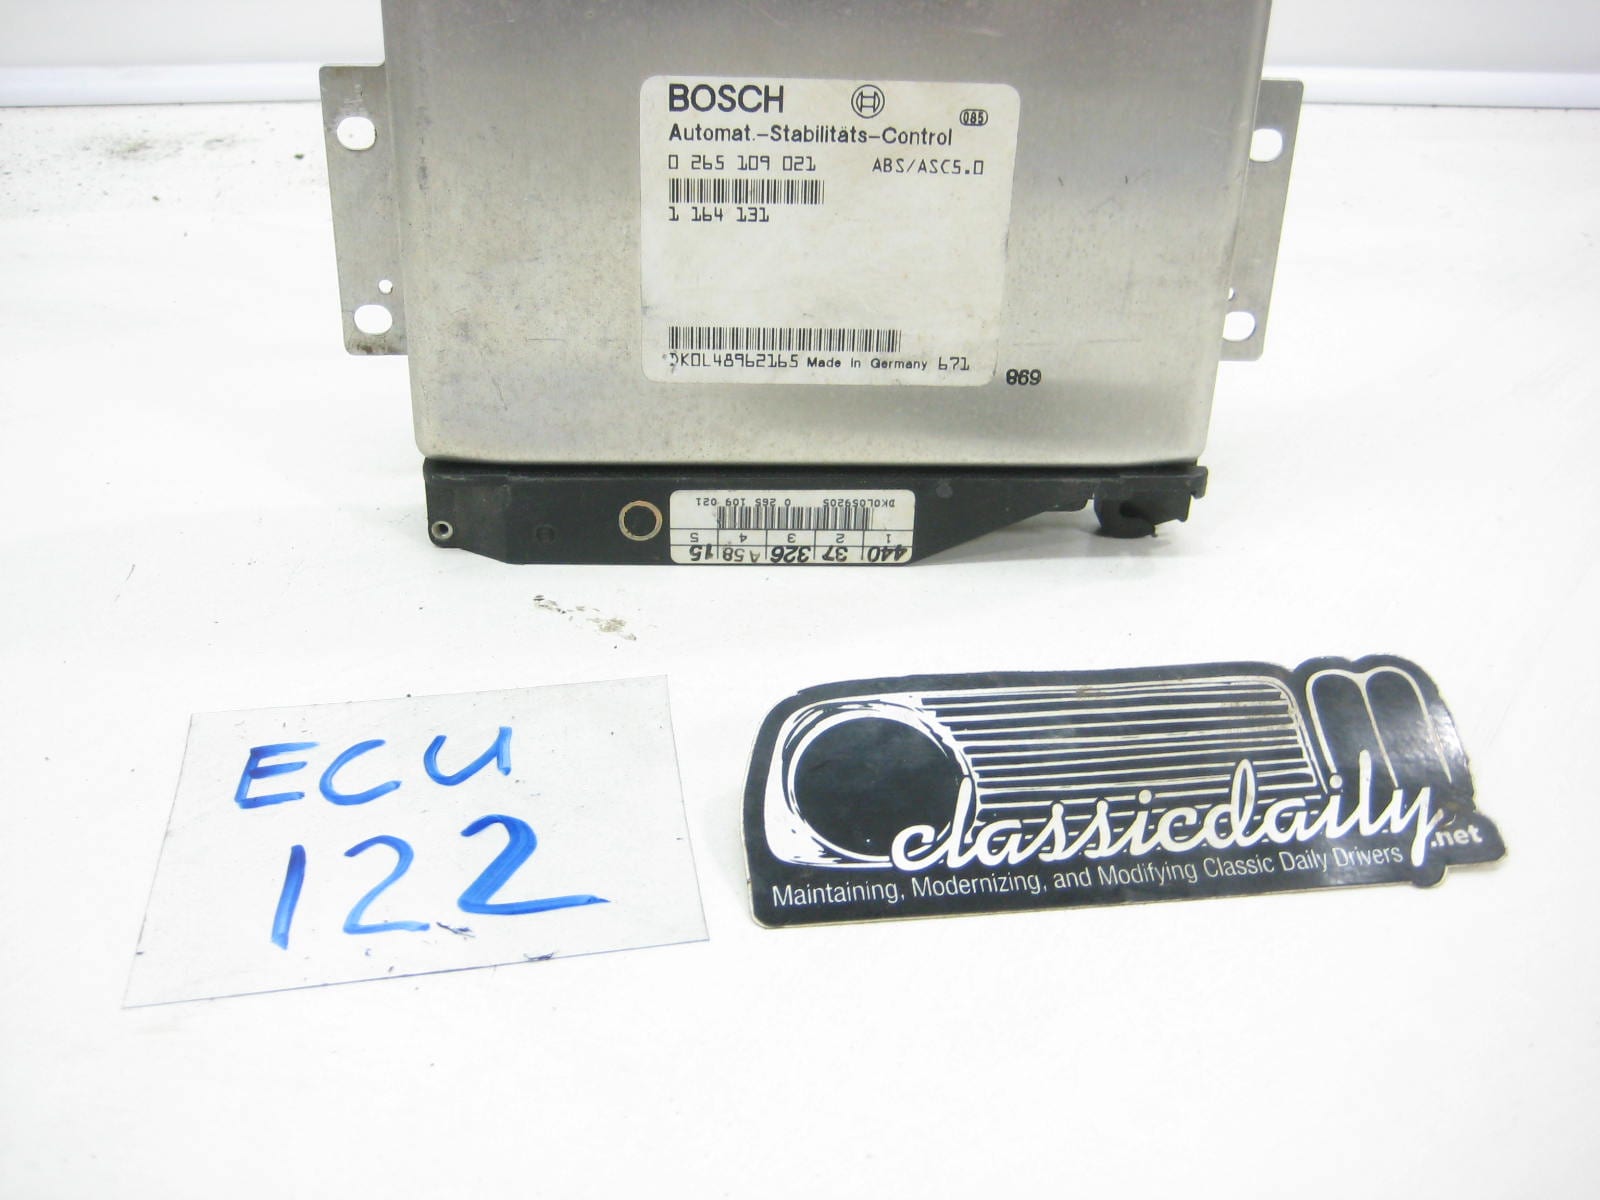 BOSCH
085
Automat.-Stabilitäts-Control
0 265 109 021 ABS/ASC5.0
1 164 131
DK0L48962165 Made in Germany 671
869
440 37 326 A58 15
1 2 3 4 5
DK0L059205 0 265 109 021
ECU
122
classicdaily.net
Maintaining, Modernizing, and Modifying Classic Daily Drivers